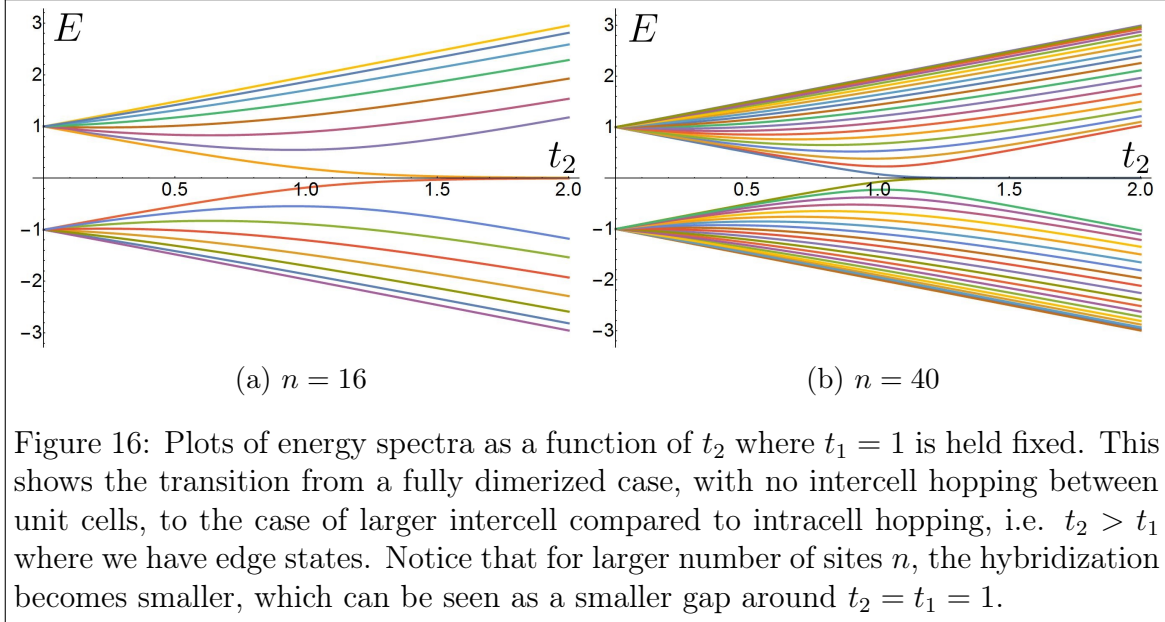 3
E
2
1
t₂
0.5
1.0
1.5
2.0
−1
−2
−3
(a) n = 16
3
E
2
1
t₂
0.5
1.0
1.5
2.0
−1
−2
−3
(b) n = 40
Figure 16: Plots of energy spectra as a function of t₂ where t₁ = 1 is held fixed. This
shows the transition from a fully dimerized case, with no intercell hopping between
unit cells, to the case of larger intercell compared to intracell hopping, i.e. t₂ > t₁
where we have edge states. Notice that for larger number of sites n, the hybridization
becomes smaller, which can be seen as a smaller gap around t₂ = t₁ = 1.